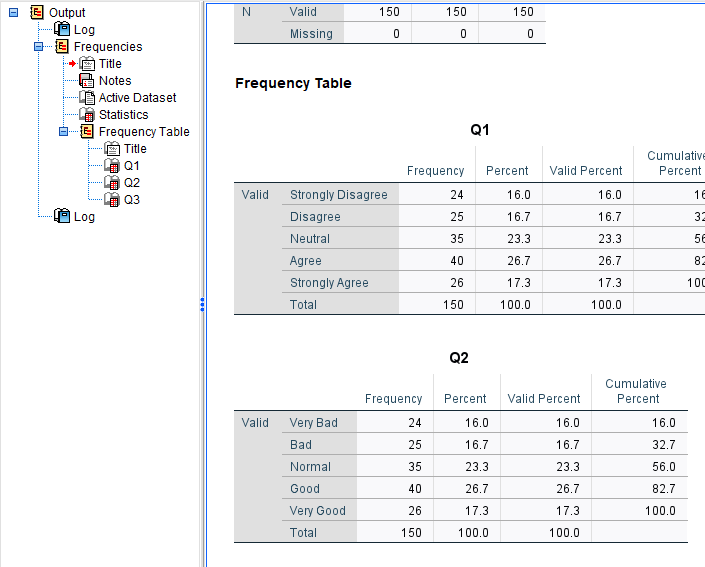 Output
Log
Frequencies
Title
Notes
Active Dataset
Statistics
Frequency Table
Title
Q1
Q2
Q3
Log
N Valid 150 150 150
Missing 0 0 0
Frequency Table
Q1
Frequency Percent Valid Percent Cumulative Percent
Valid Strongly Disagree 24 16.0 16.0 16
Disagree 25 16.7 16.7 32
Neutral 35 23.3 23.3 56
Agree 40 26.7 26.7 82
Strongly Agree 26 17.3 17.3 100
Total 150 100.0 100.0
Q2
Frequency Percent Valid Percent Cumulative Percent
Valid Very Bad 24 16.0 16.0 16.0
Bad 25 16.7 16.7 32.7
Normal 35 23.3 23.3 56.0
Good 40 26.7 26.7 82.7
Very Good 26 17.3 17.3 100.0
Total 150 100.0 100.0